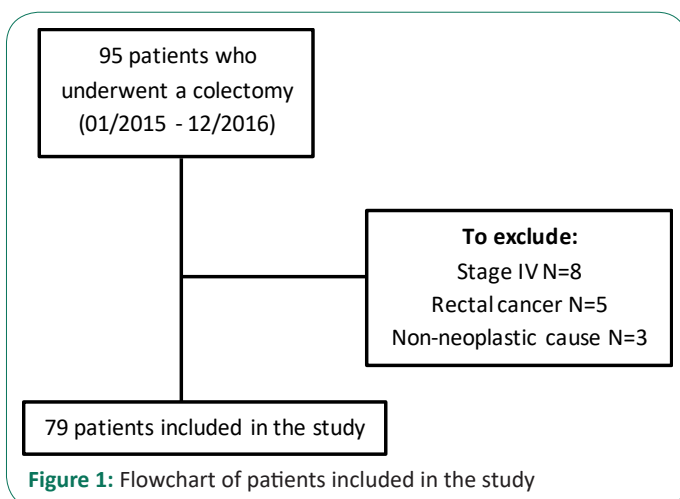 95 patients who
underwent a colectomy
(01/2015 - 12/2016)
To exclude:
Stage IV N=8
Rectal cancer N=5
Non-neoplastic cause N=3
79 patients included in the study
Figure 1: Flowchart of patients included in the study